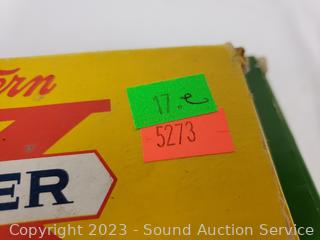 tern
17.e
5273
ER
Copyright 2023 - Sound Auction Service